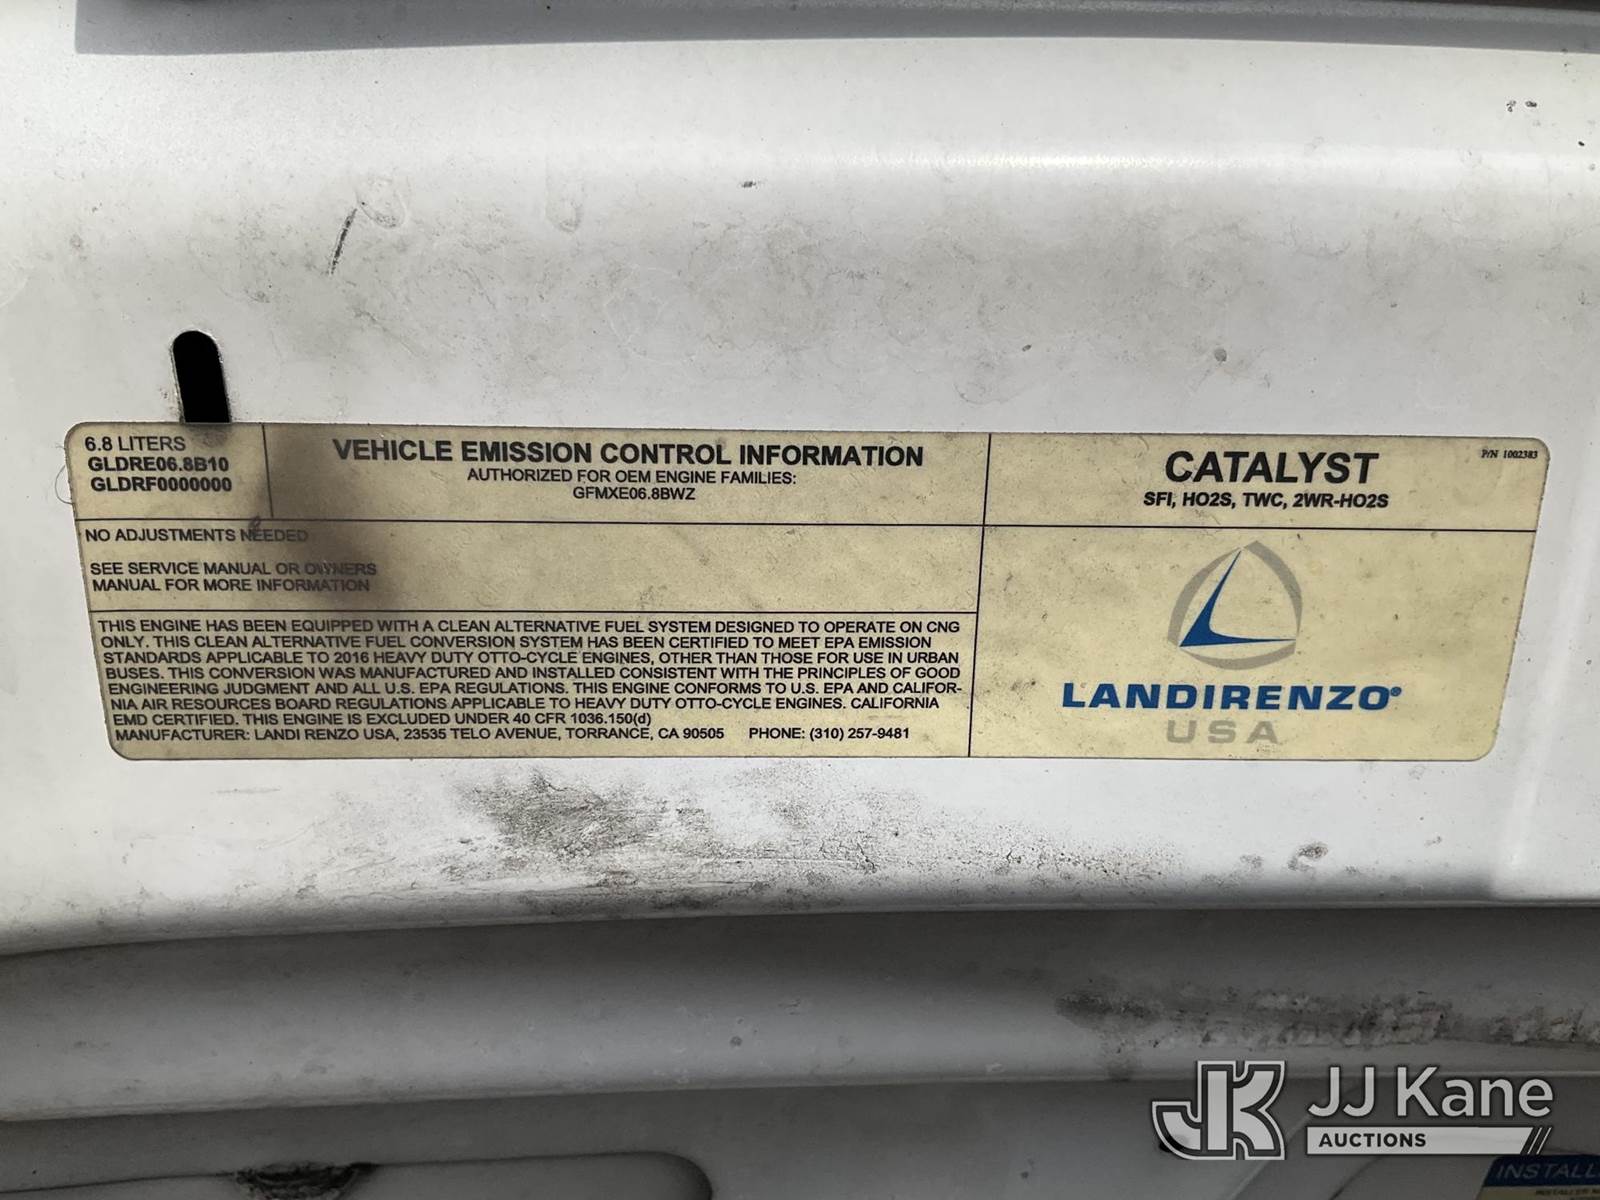 6.8 LITERS
GLDRE06.8B10
GLDRF0000000
VEHICLE EMISSION CONTROL INFORMATION
AUTHORIZED FOR OEM ENGINE FAMILIES:
GFMXE06.8BWZ
CATALYST
P/N 1002383
SFI, HO2S, TWC, 2WR-HO2S
NO ADJUSTMENTS NEEDED
SEE SERVICE MANUAL OR OWNERS
MANUAL FOR MORE INFORMATION
THIS ENGINE HAS BEEN EQUIPPED WITH A CLEAN ALTERNATIVE FUEL SYSTEM DESIGNED TO OPERATE ON CNG
ONLY. THIS CLEAN ALTERNATIVE FUEL CONVERSION SYSTEM HAS BEEN CERTIFIED TO MEET EPA EMISSION
STANDARDS APPLICABLE TO 2016 HEAVY DUTY OTTO-CYCLE ENGINES, OTHER THAN THOSE FOR USE IN URBAN
BUSES. THIS CONVERSION WAS MANUFACTURED AND INSTALLED CONSISTENT WITH THE PRINCIPLES OF GOOD
ENGINEERING JUDGMENT AND ALL U.S. EPA REGULATIONS. THIS ENGINE CONFORMS TO U.S. EPA AND CALIFOR-
NIA AIR RESOURCES BOARD REGULATIONS APPLICABLE TO HEAVY DUTY OTTO-CYCLE ENGINES. CALIFORNIA
EMD CERTIFIED. THIS ENGINE IS EXCLUDED UNDER 40 CFR 1036.150(d)
MANUFACTURER: LANDI RENZO USA, 23535 TELO AVENUE, TORRANCE, CA 90505 PHONE: (310) 257-9481
LANDIRENZO®
USA
JK JJ Kane
AUCTIONS
INSTALL